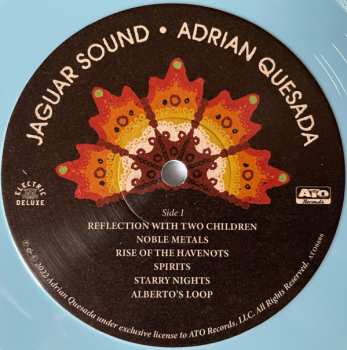 JAGUAR SOUND • ADRIAN QUESADA
ELECTRIC
DELUXE
ATO
Records
Side 1
REFLECTION WITH TWO CHILDREN
NOBLE METALS
RISE OF THE HAVENOTS
SPIRITS
STARRY NIGHTS
ALBERTO'S LOOP
℗ & © 2022 Adrian Quesada under exclusive license to ATO Records, LLC. All Rights Reserved.